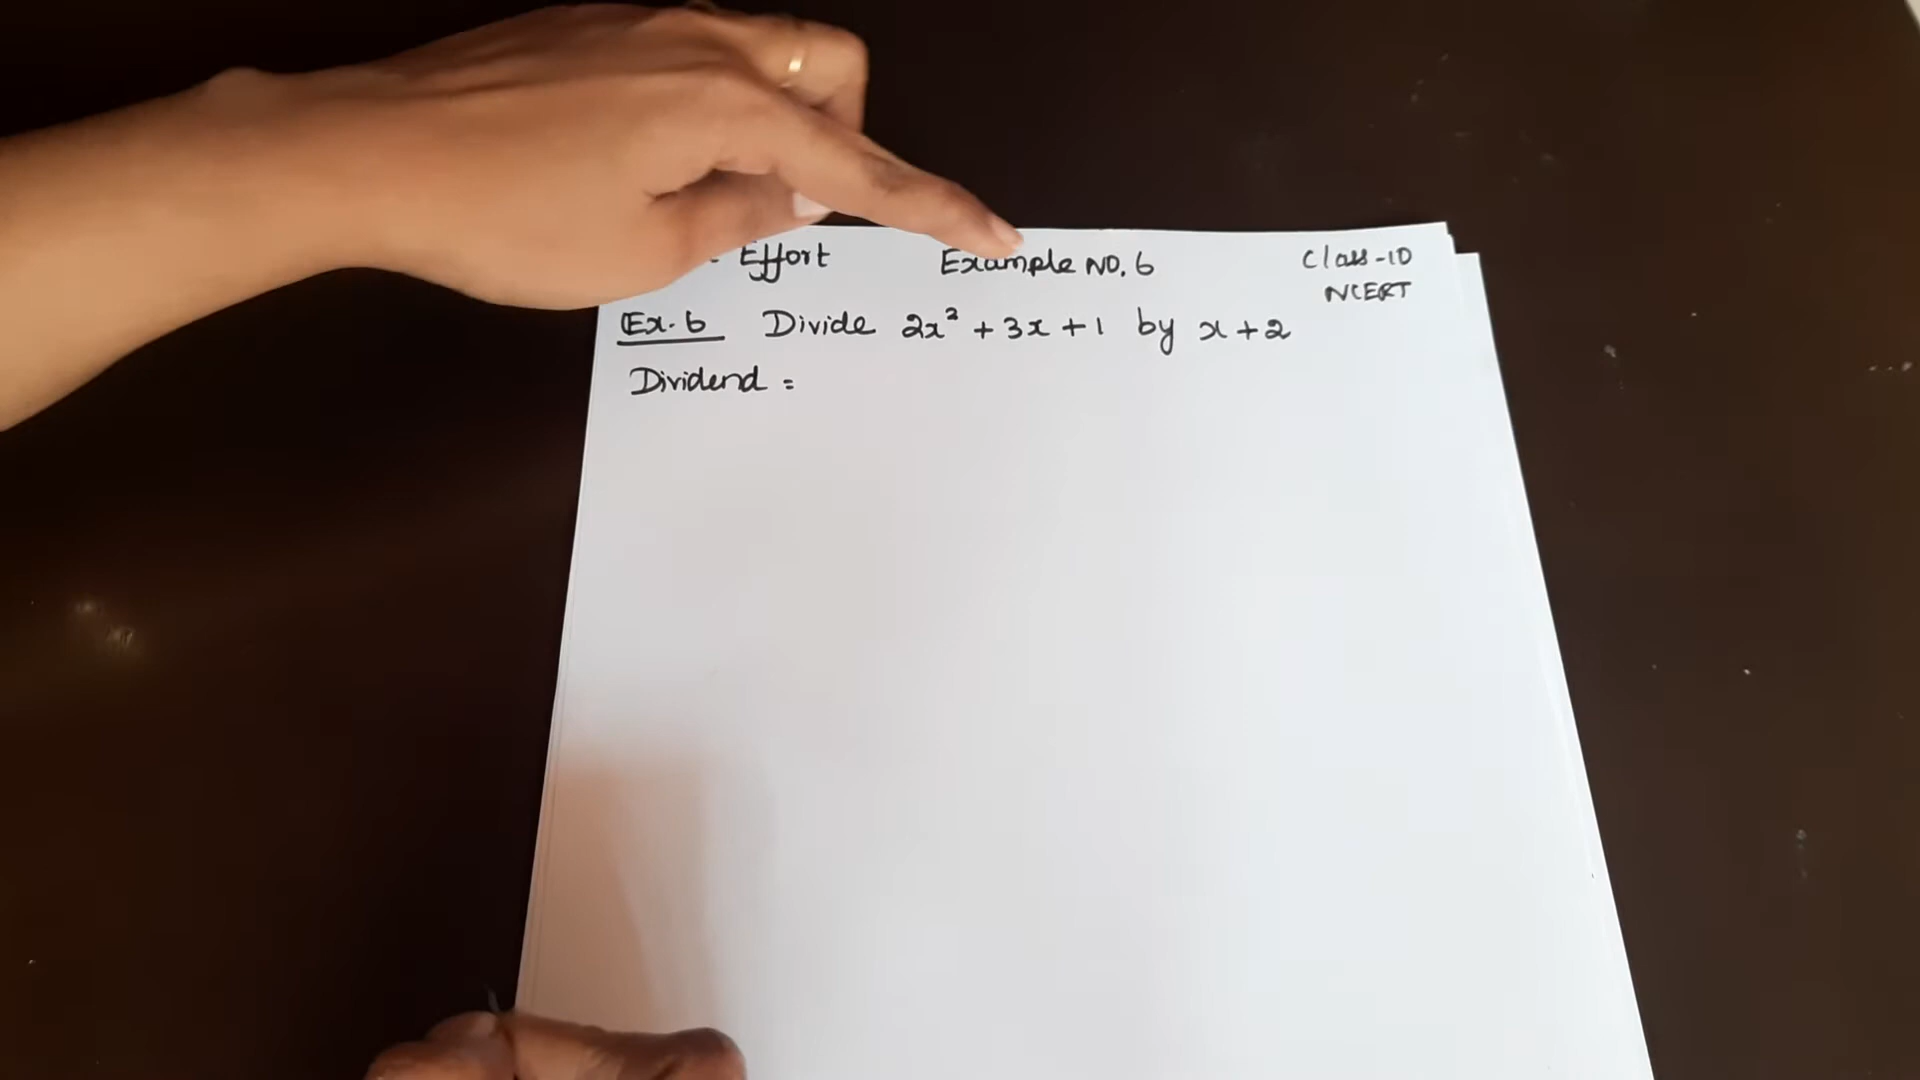 Effort Example NO. 6 Class-10
NCERT
Ex. 6 Divide 2x² + 3x + 1 by x + 2
Dividend =